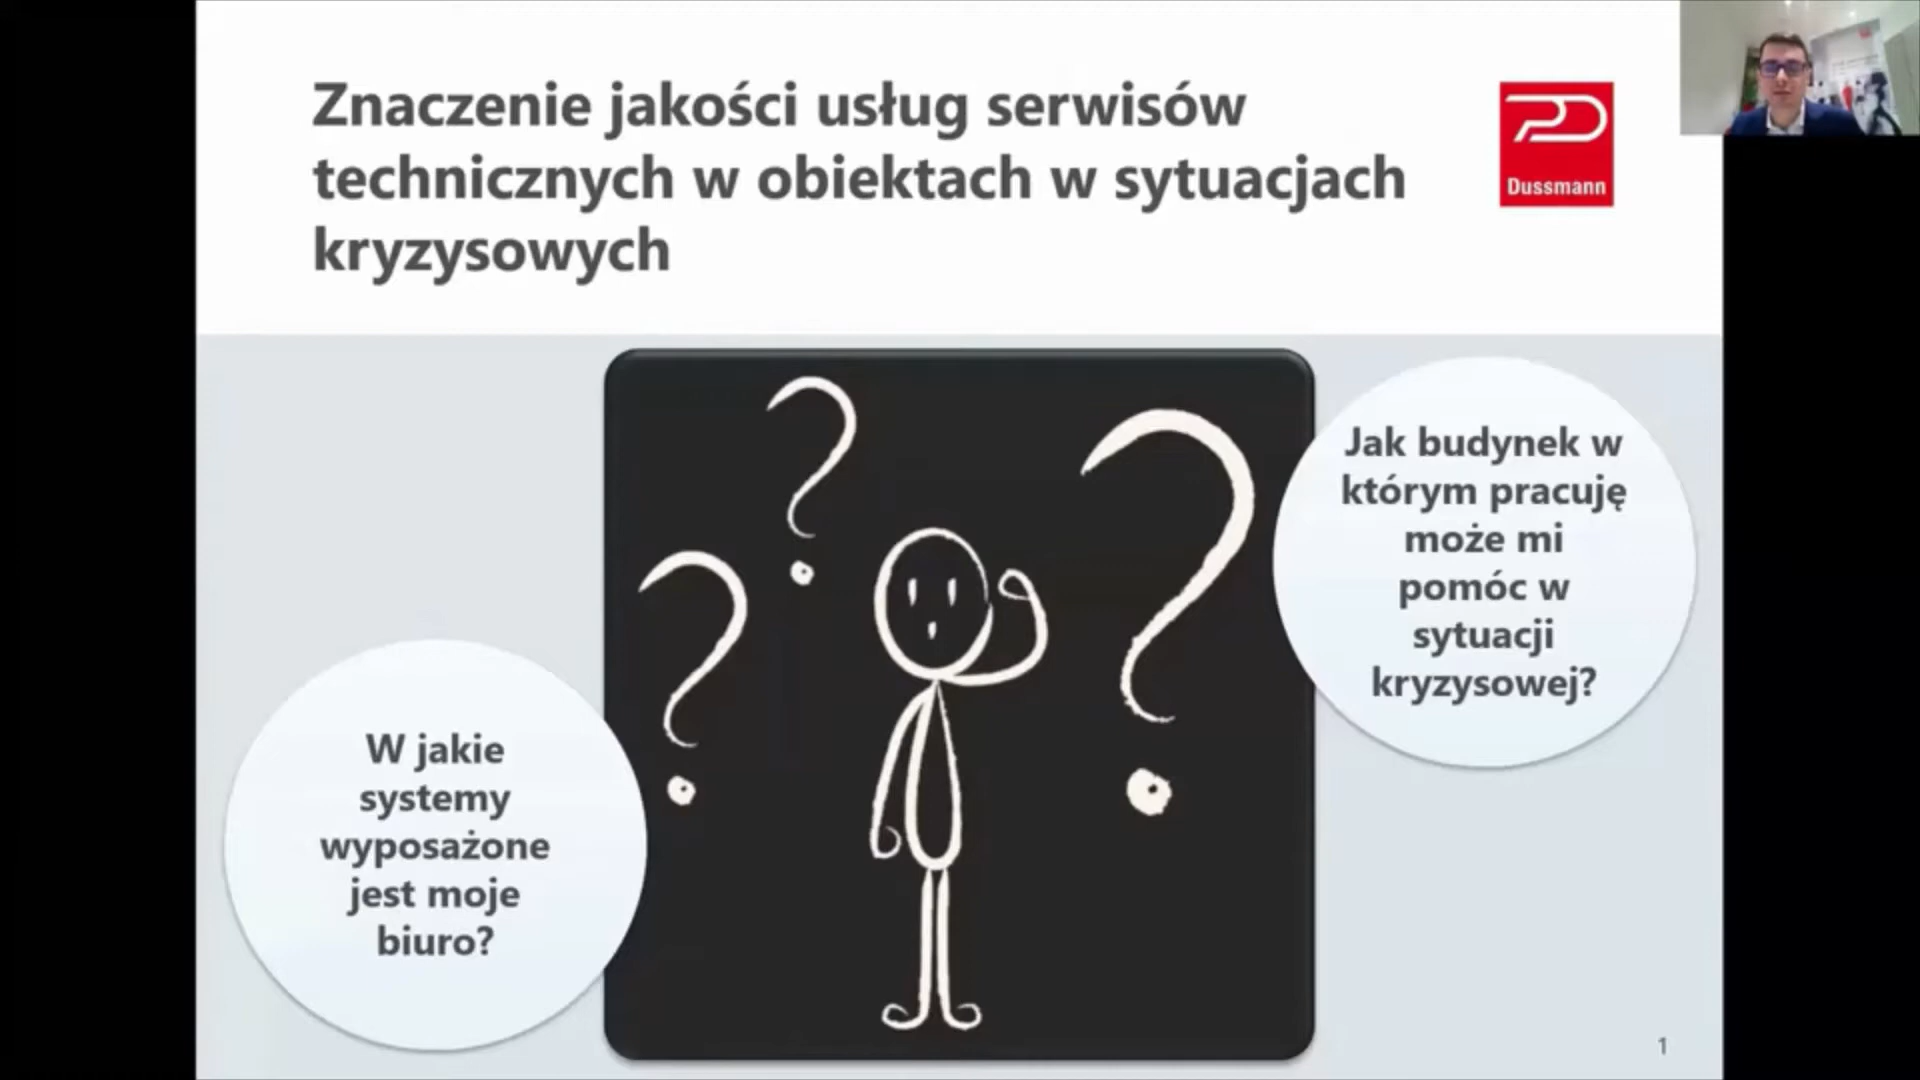 Znaczenie jakości usług serwisów
technicznych w obiektach w sytuacjach
kryzysowych
Dussmann
Jak budynek w
którym pracuję
może mi
pomóc w
sytuacji
kryzysowej?
W jakie
systemy
wyposażone
jest moje
biuro?
1